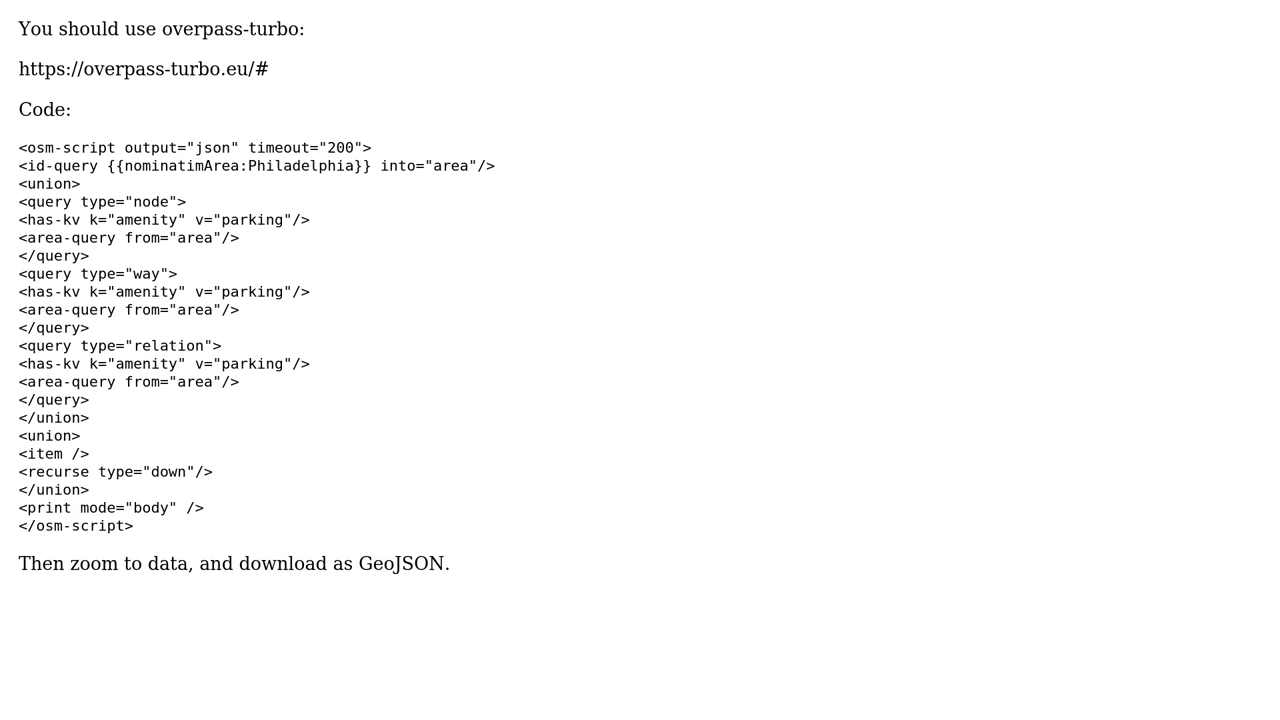 You should use overpass-turbo:
https://overpass-turbo.eu/#
Code:
<osm-script output="json" timeout="200">
<id-query {{nominatimArea:Philadelphia}} into="area"/>
<union>
<query type="node">
<has-kv k="amenity" v="parking"/>
<area-query from="area"/>
</query>
<query type="way">
<has-kv k="amenity" v="parking"/>
<area-query from="area"/>
</query>
<query type="relation">
<has-kv k="amenity" v="parking"/>
<area-query from="area"/>
</query>
</union>
<union>
<item />
<recurse type="down"/>
</union>
<print mode="body" />
</osm-script>
Then zoom to data, and download as GeoJSON.